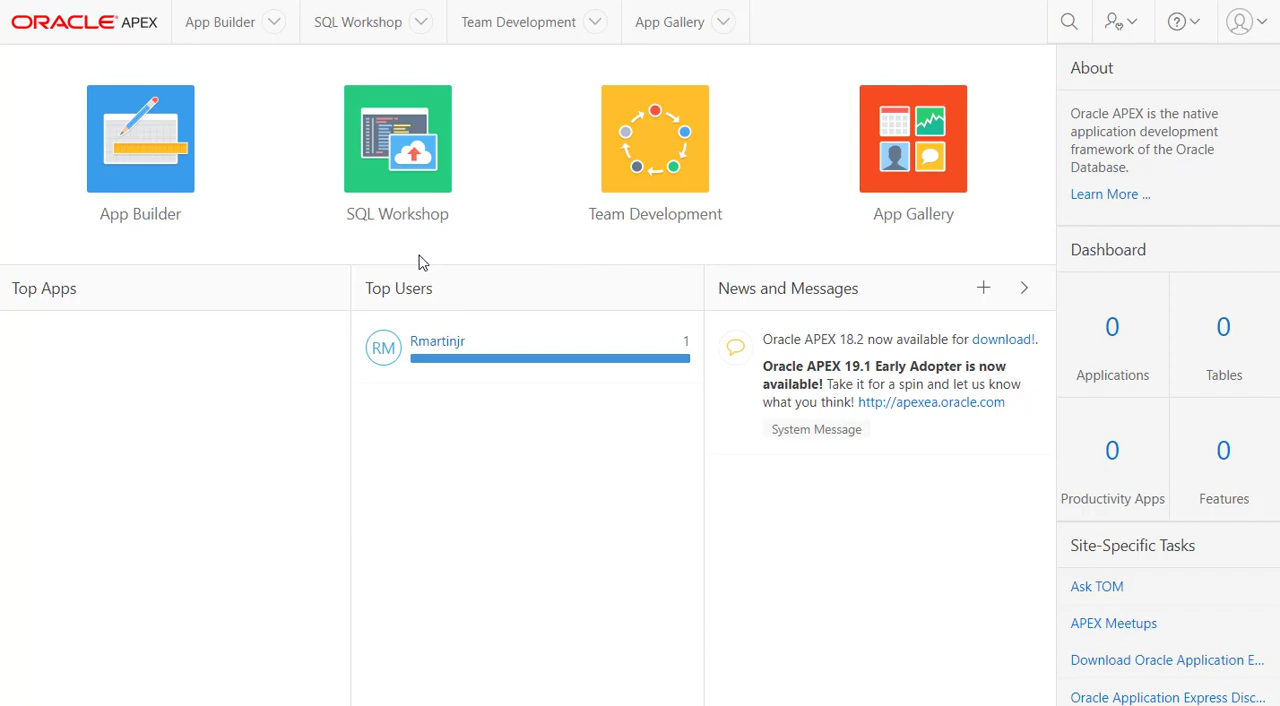 ORACLE APEX App Builder SQL Workshop Team Development App Gallery
App Builder
SQL Workshop
Team Development
App Gallery
Top Apps
Top Users
RM
Rmartinjr 1
News and Messages
Oracle APEX 18.2 now available for download!.
Oracle APEX 19.1 Early Adopter is now
available! Take it for a spin and let us know
what you think! http://apexea.oracle.com
System Message
About
Oracle APEX is the native
application development
framework of the Oracle
Database.
Learn More ...
Dashboard
0 0
Applications Tables
0 0
Productivity Apps Features
Site-Specific Tasks
Ask TOM
APEX Meetups
Download Oracle Application E...
Oracle Application Express Disc...